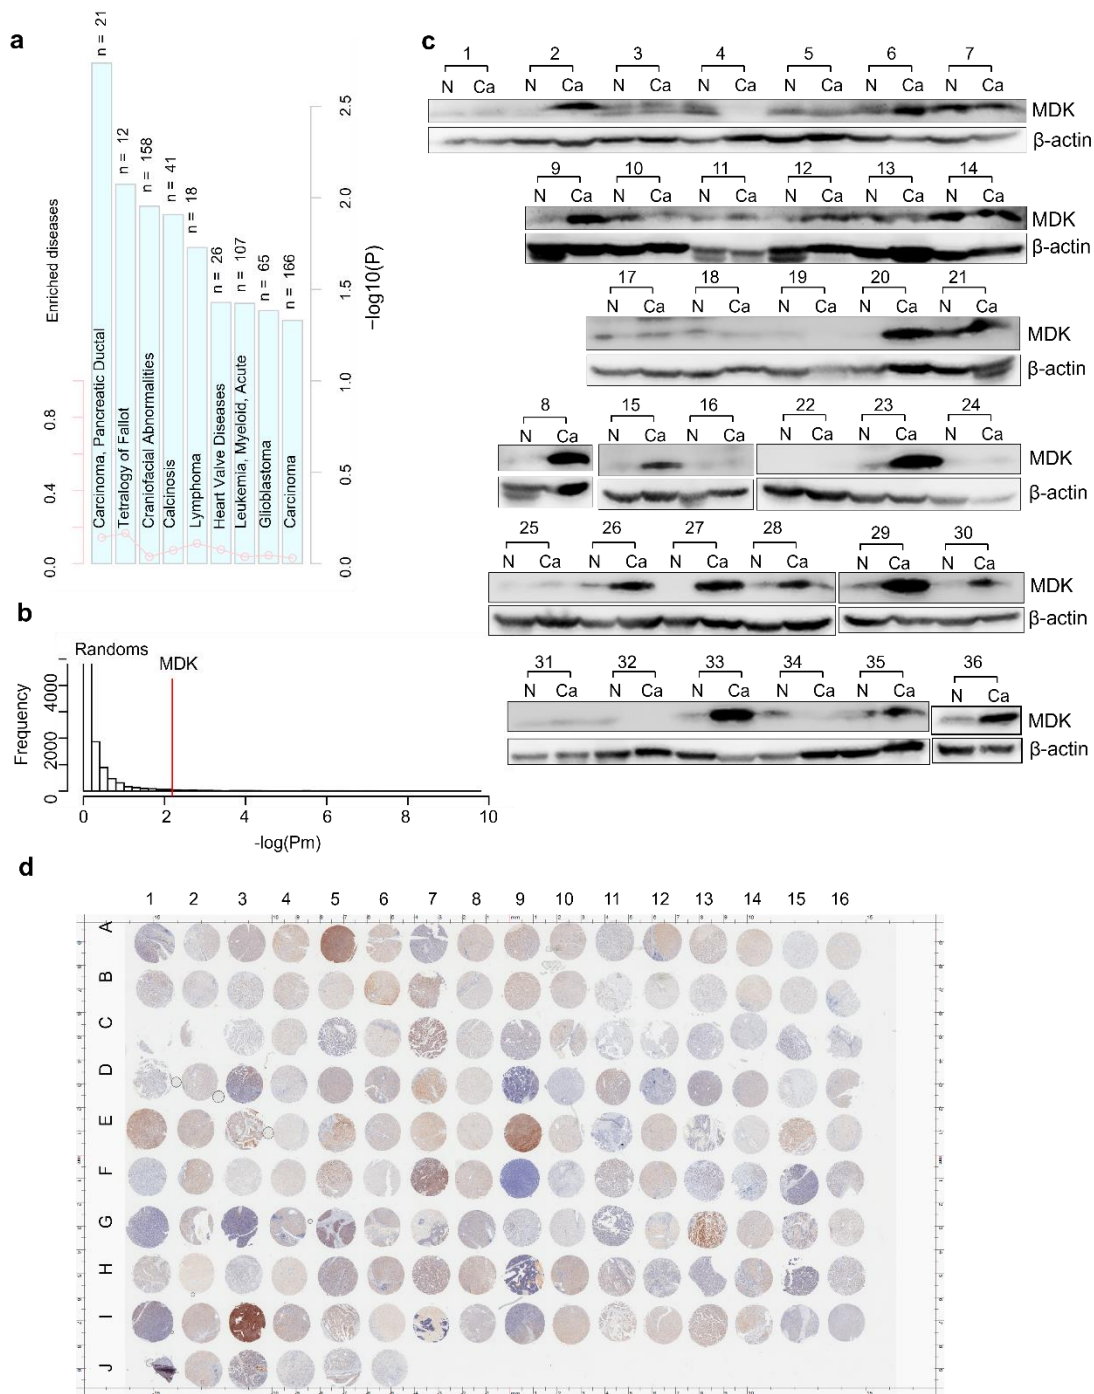 a
n = 21
n = 12
n = 158
n = 41
n = 18
n = 26
n = 107
n = 65
n = 166
Enriched diseases
Carcinoma, Pancreatic Ductal
Tetralogy of Fallot
Craniofacial Abnormalities
Calcinosis
Lymphoma
Heart Valve Diseases
Leukemia, Myeloid, Acute
Glioblastoma
Carcinoma
0.0 0.4 0.8
0.0 0.5 1.0 1.5 2.0 2.5
−log10(P)
b
Randoms
MDK
Frequency
0 2000 4000
0 2 4 6 8 10
-log(Pm)
c
1 2 3 4 5 6 7
N Ca N Ca N Ca N Ca N Ca N Ca N Ca
MDK
β-actin
9 10 11 12 13 14
N Ca N Ca N Ca N Ca N Ca N Ca
MDK
β-actin
17 18 19 20 21
N Ca N Ca N Ca N Ca N Ca
MDK
β-actin
8 15 16 22 23 24
N Ca N Ca N Ca N Ca N Ca N Ca
MDK
β-actin
25 26 27 28 29 30
N Ca N Ca N Ca N Ca N Ca N Ca
MDK
β-actin
31 32 33 34 35 36
N Ca N Ca N Ca N Ca N Ca N Ca
MDK
β-actin
d
1 2 3 4 5 6 7 8 9 10 11 12 13 14 15 16
A
B
C
D
E
F
G
H
I
J